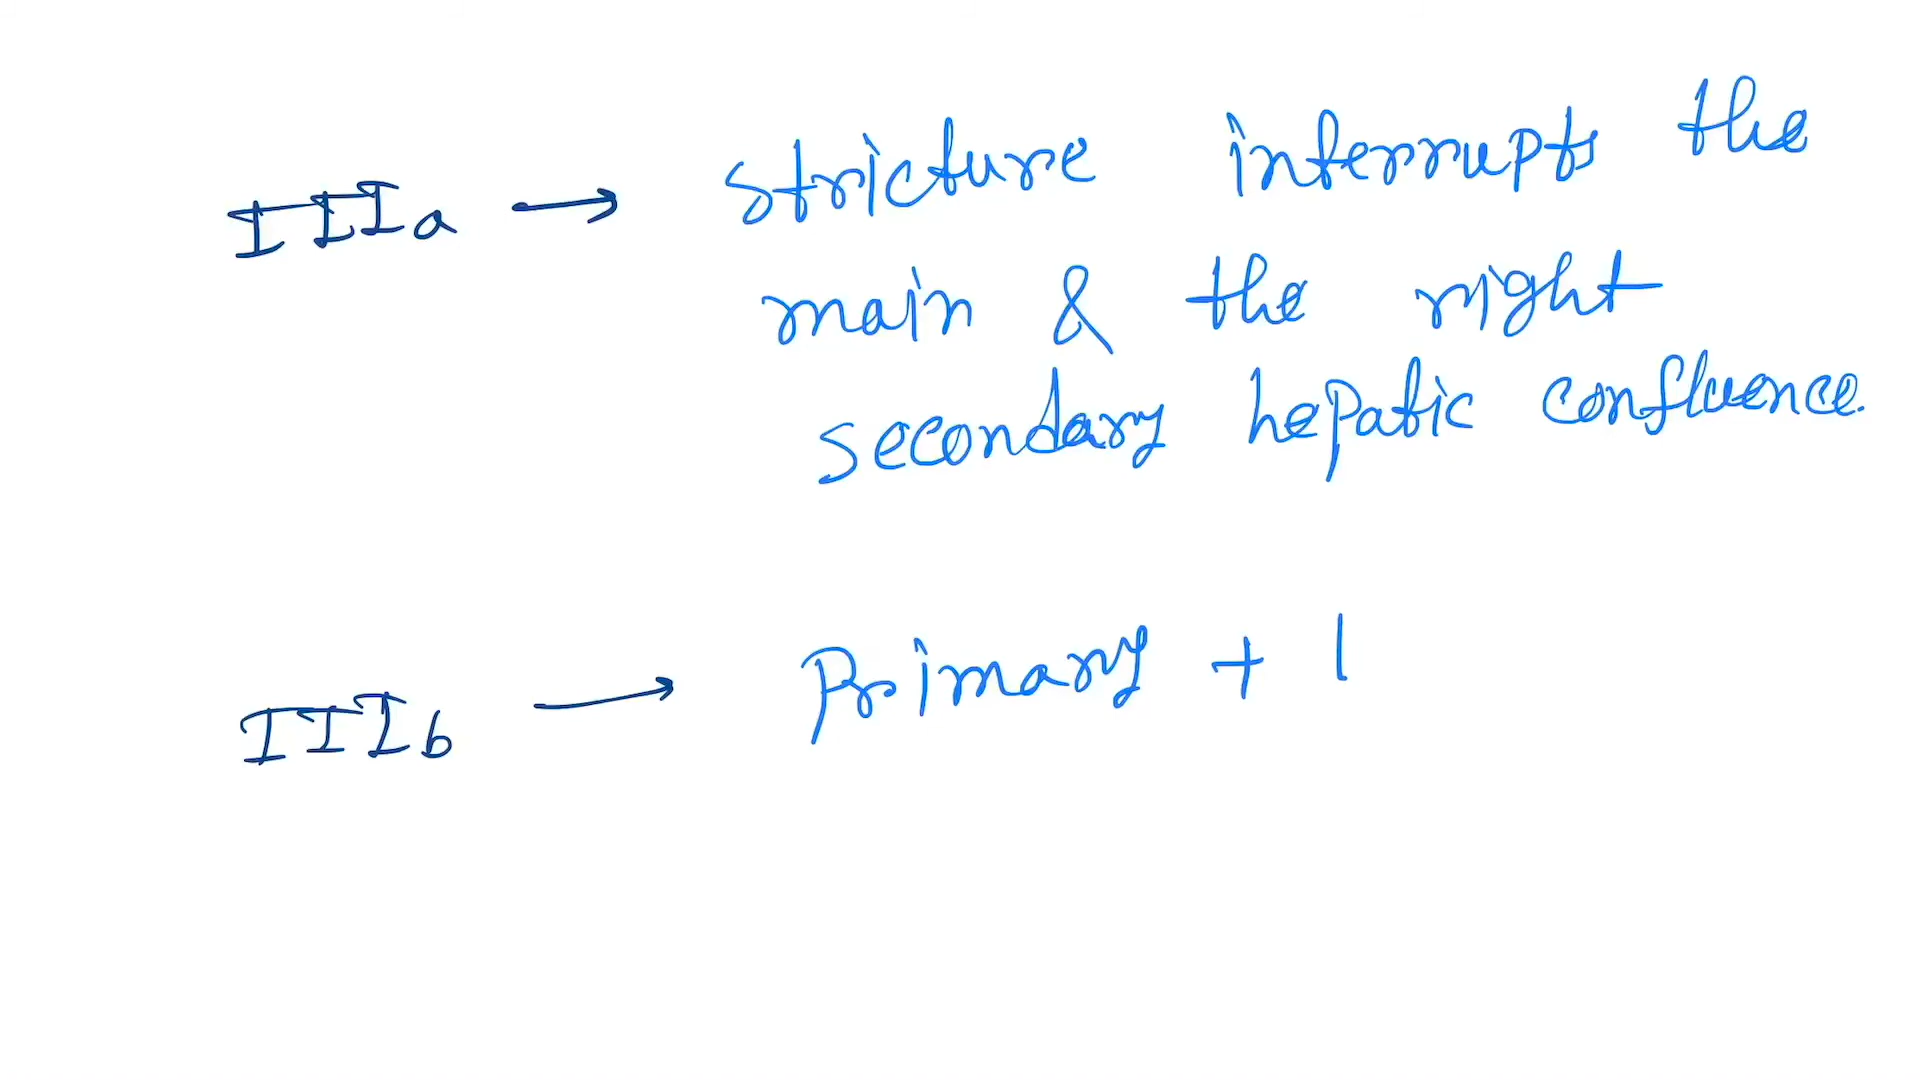 IIIa → stricture interrupts the
main & the right
secondary hepatic confluence.
IIIb → Primary + l